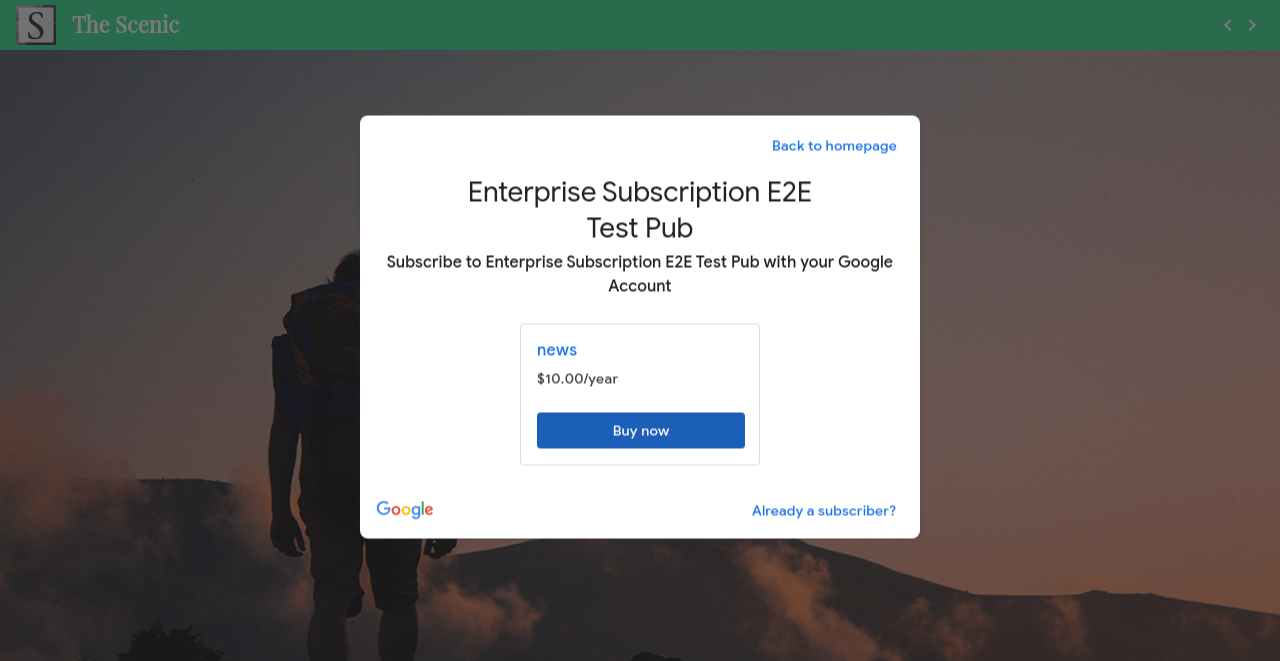 S
The Scenic
Back to homepage
Enterprise Subscription E2E
Test Pub
Subscribe to Enterprise Subscription E2E Test Pub with your Google
Account
news
$10.00/year
Buy now
Google
Already a subscriber?